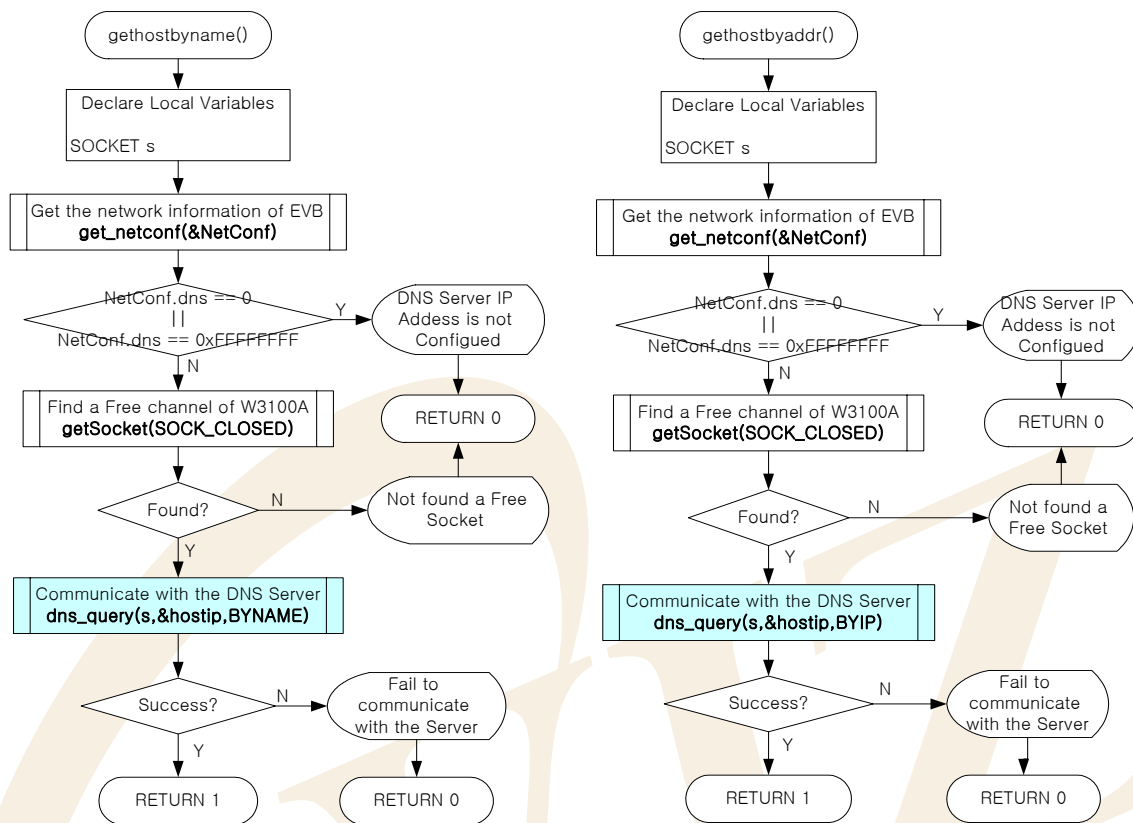 gethostbyname()
Declare Local Variables
SOCKET s
Get the network information of EVB
get_netconf(&NetConf)
NetConf.dns == 0
||
NetConf.dns == 0xFFFFFFFF
Y
DNS Server IP
Addess is not
Configued
N
Find a Free channel of W3100A
getSocket(SOCK_CLOSED)
RETURN 0
Found?
N
Not found a Free
Socket
Y
Communicate with the DNS Server
dns_query(s,&hostip,BYNAME)
Success?
N
Fail to
communicate
with the Server
Y
RETURN 1
RETURN 0
gethostbyaddr()
Declare Local Variables
SOCKET s
Get the network information of EVB
get_netconf(&NetConf)
NetConf.dns == 0
||
NetConf.dns == 0xFFFFFFFF
Y
DNS Server IP
Addess is not
Configued
N
Find a Free channel of W3100A
getSocket(SOCK_CLOSED)
RETURN 0
Found?
N
Not found a
Free Socket
Y
Communicate with the DNS Server
dns_query(s,&hostip,BYIP)
Success?
N
Fail to
communicate
with the Server
Y
RETURN 1
RETURN 0